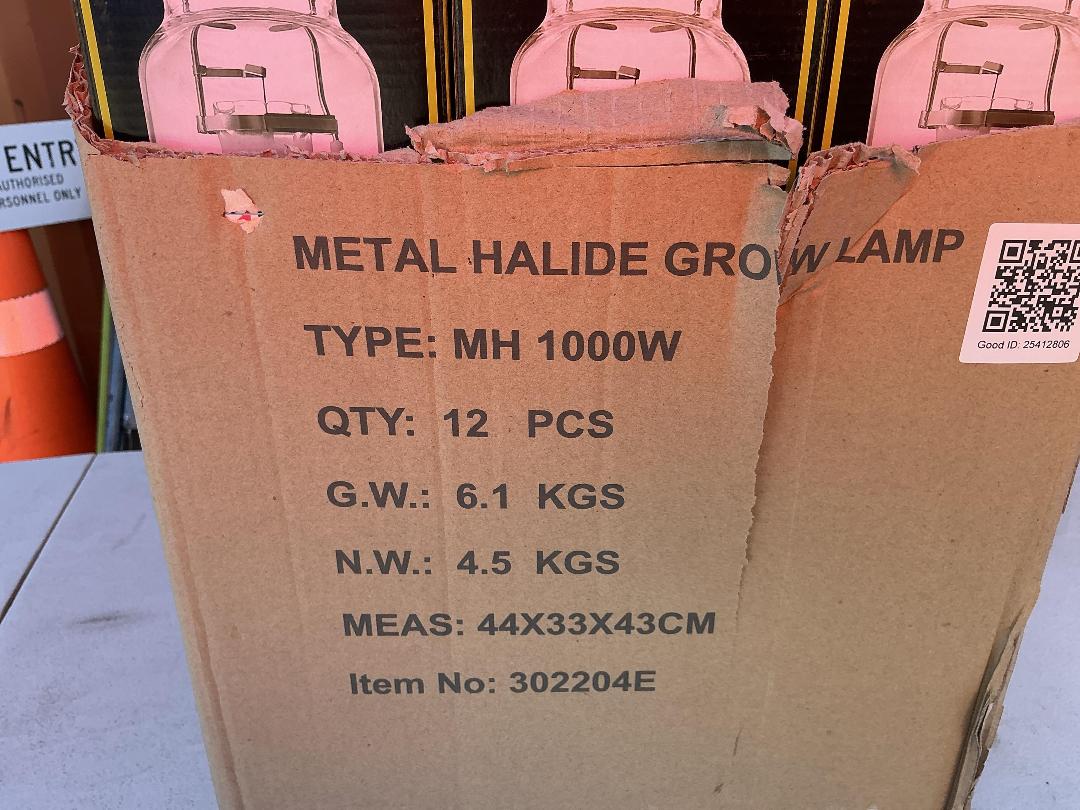 ENTR
AUTHORISED
RSONNEL ONLY
METAL HALIDE GROW LAMP
TYPE: MH 1000W
QTY: 12 PCS
G.W.: 6.1 KGS
N.W.: 4.5 KGS
MEAS: 44X33X43CM
Item No: 302204E
Good ID: 25412806